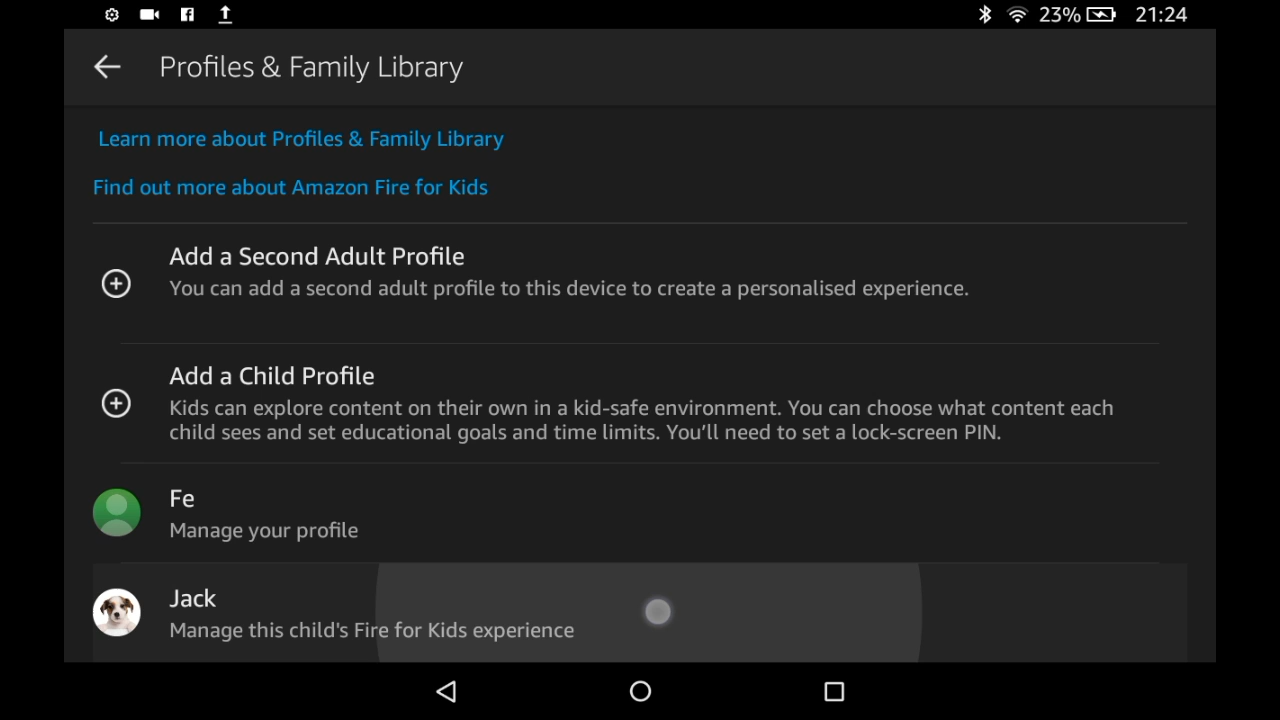 23% 21:24
Profiles & Family Library
Learn more about Profiles & Family Library
Find out more about Amazon Fire for Kids
Add a Second Adult Profile
You can add a second adult profile to this device to create a personalised experience.
Add a Child Profile
Kids can explore content on their own in a kid-safe environment. You can choose what content each
child sees and set educational goals and time limits. You’ll need to set a lock-screen PIN.
Fe
Manage your profile
Jack
Manage this child's Fire for Kids experience